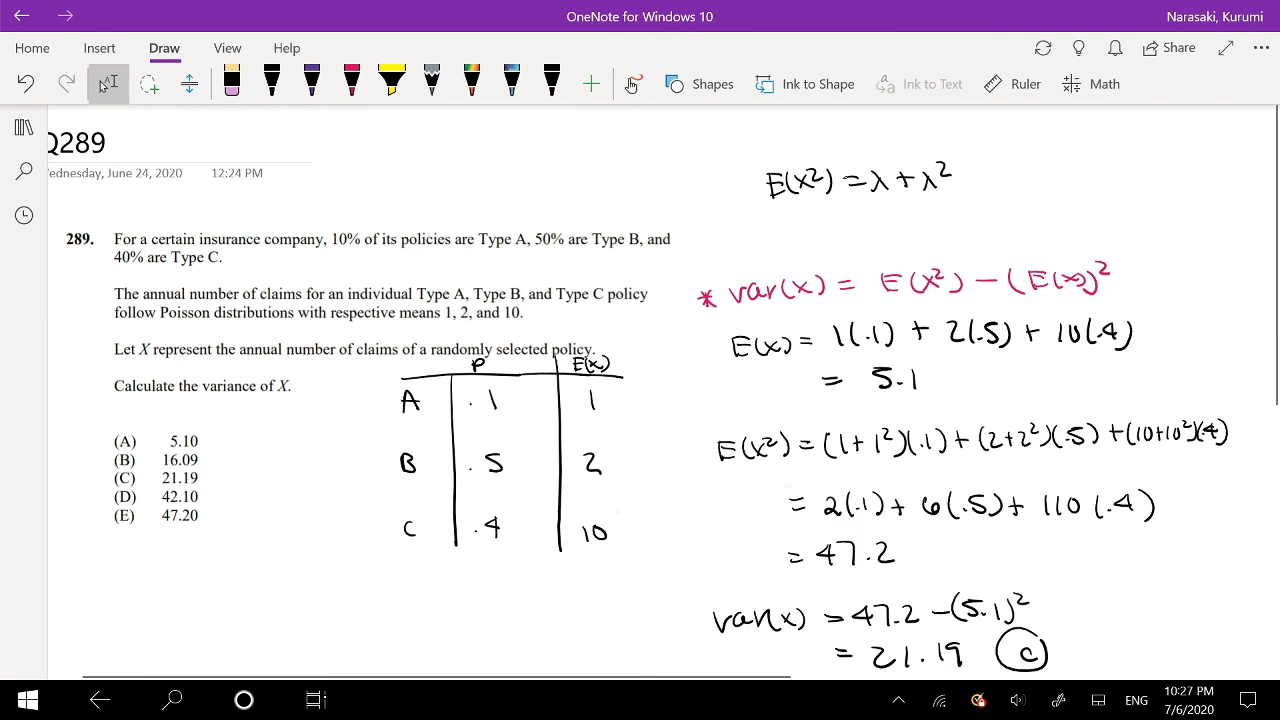 OneNote for Windows 10
Narasaki, Kurumi
Home Insert Draw View Help
Share
Shapes Ink to Shape Ink to Text Ruler Math
Q289
ednesday, June 24, 2020 12:24 PM
289. For a certain insurance company, 10% of its policies are Type A, 50% are Type B, and
40% are Type C.
The annual number of claims for an individual Type A, Type B, and Type C policy
follow Poisson distributions with respective means 1, 2, and 10.
Let X represent the annual number of claims of a randomly selected policy.
Calculate the variance of X.
(A) 5.10
(B) 16.09
(C) 21.19
(D) 42.10
(E) 47.20
P E(x)
A .1 1
B .5 2
C .4 10
E(x²) = λ + λ²
* var(x) = E(x²) - (E(x))²
E(x) = 1(.1) + 2(.5) + 10(.4)
= 5.1
E(x²) = (1+1²)(.1) + (2+2²)(.5) + (10+10²)(.4)
= 2(.1) + 6(.5) + 110(.4)
= 47.2
var(x) = 47.2 - (5.1)²
= 21.19 C
ENG
10:27 PM
7/6/2020